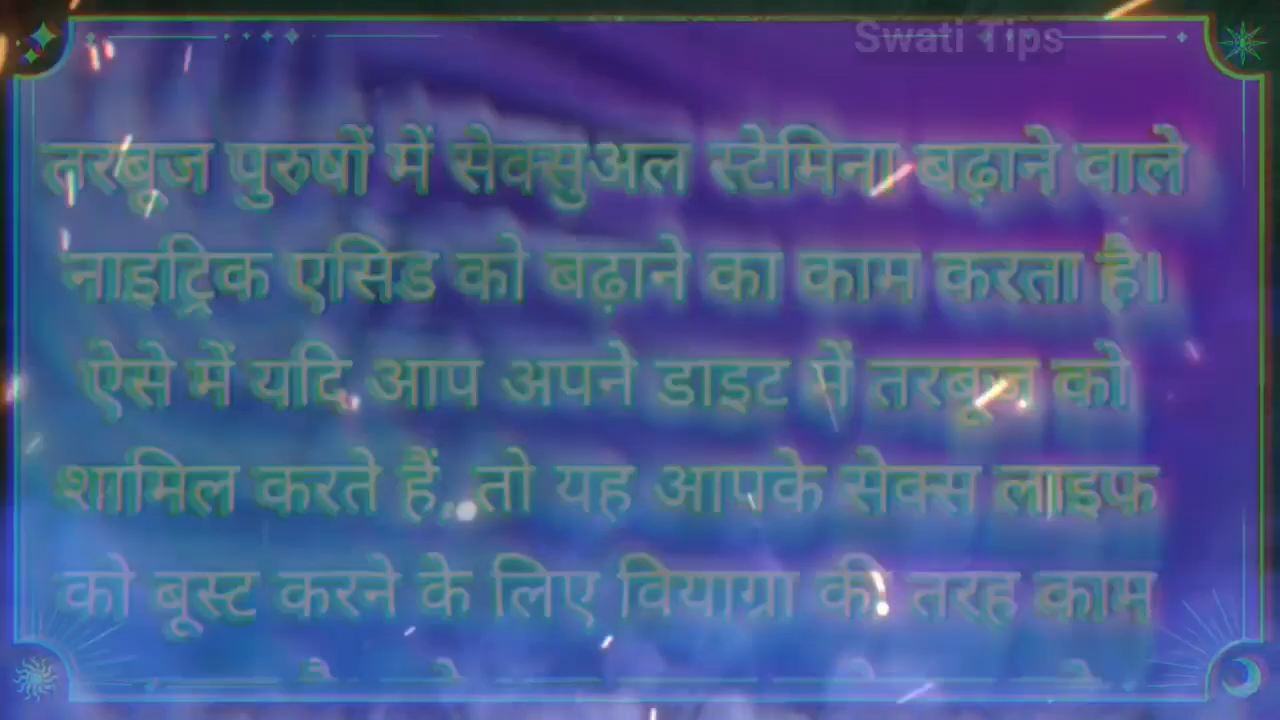 Swati Tips
तरबूज पुरुषों में सेक्सुअल स्टेमिना बढ़ाने वाले
नाइट्रिक एसिड को बढ़ाने का काम करता है।
ऐसे में यदि आप अपने डाइट में तरबूज को
शामिल करते हैं, तो यह आपके सेक्स लाइफ
को बूस्ट करने के लिए वियाग्रा की तरह काम